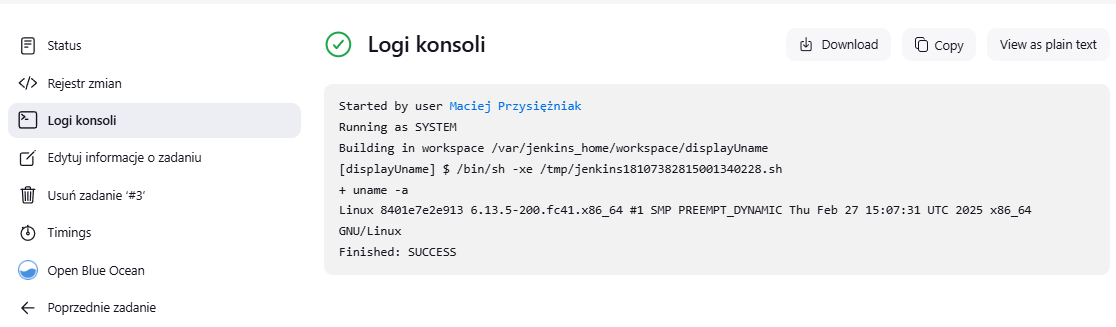 Status
Rejestr zmian
Logi konsoli
Edytuj informacje o zadaniu
Usuń zadanie ‘#3’
Timings
Open Blue Ocean
Poprzednie zadanie
Logi konsoli
Download
Copy
View as plain text
Started by user Maciej Przysiężniak
Running as SYSTEM
Building in workspace /var/jenkins_home/workspace/displayUname
[displayUname] $ /bin/sh -xe /tmp/jenkins18107382815001340228.sh
+ uname -a
Linux 8401e7e2e913 6.13.5-200.fc41.x86_64 #1 SMP PREEMPT_DYNAMIC Thu Feb 27 15:07:31 UTC 2025 x86_64
GNU/Linux
Finished: SUCCESS